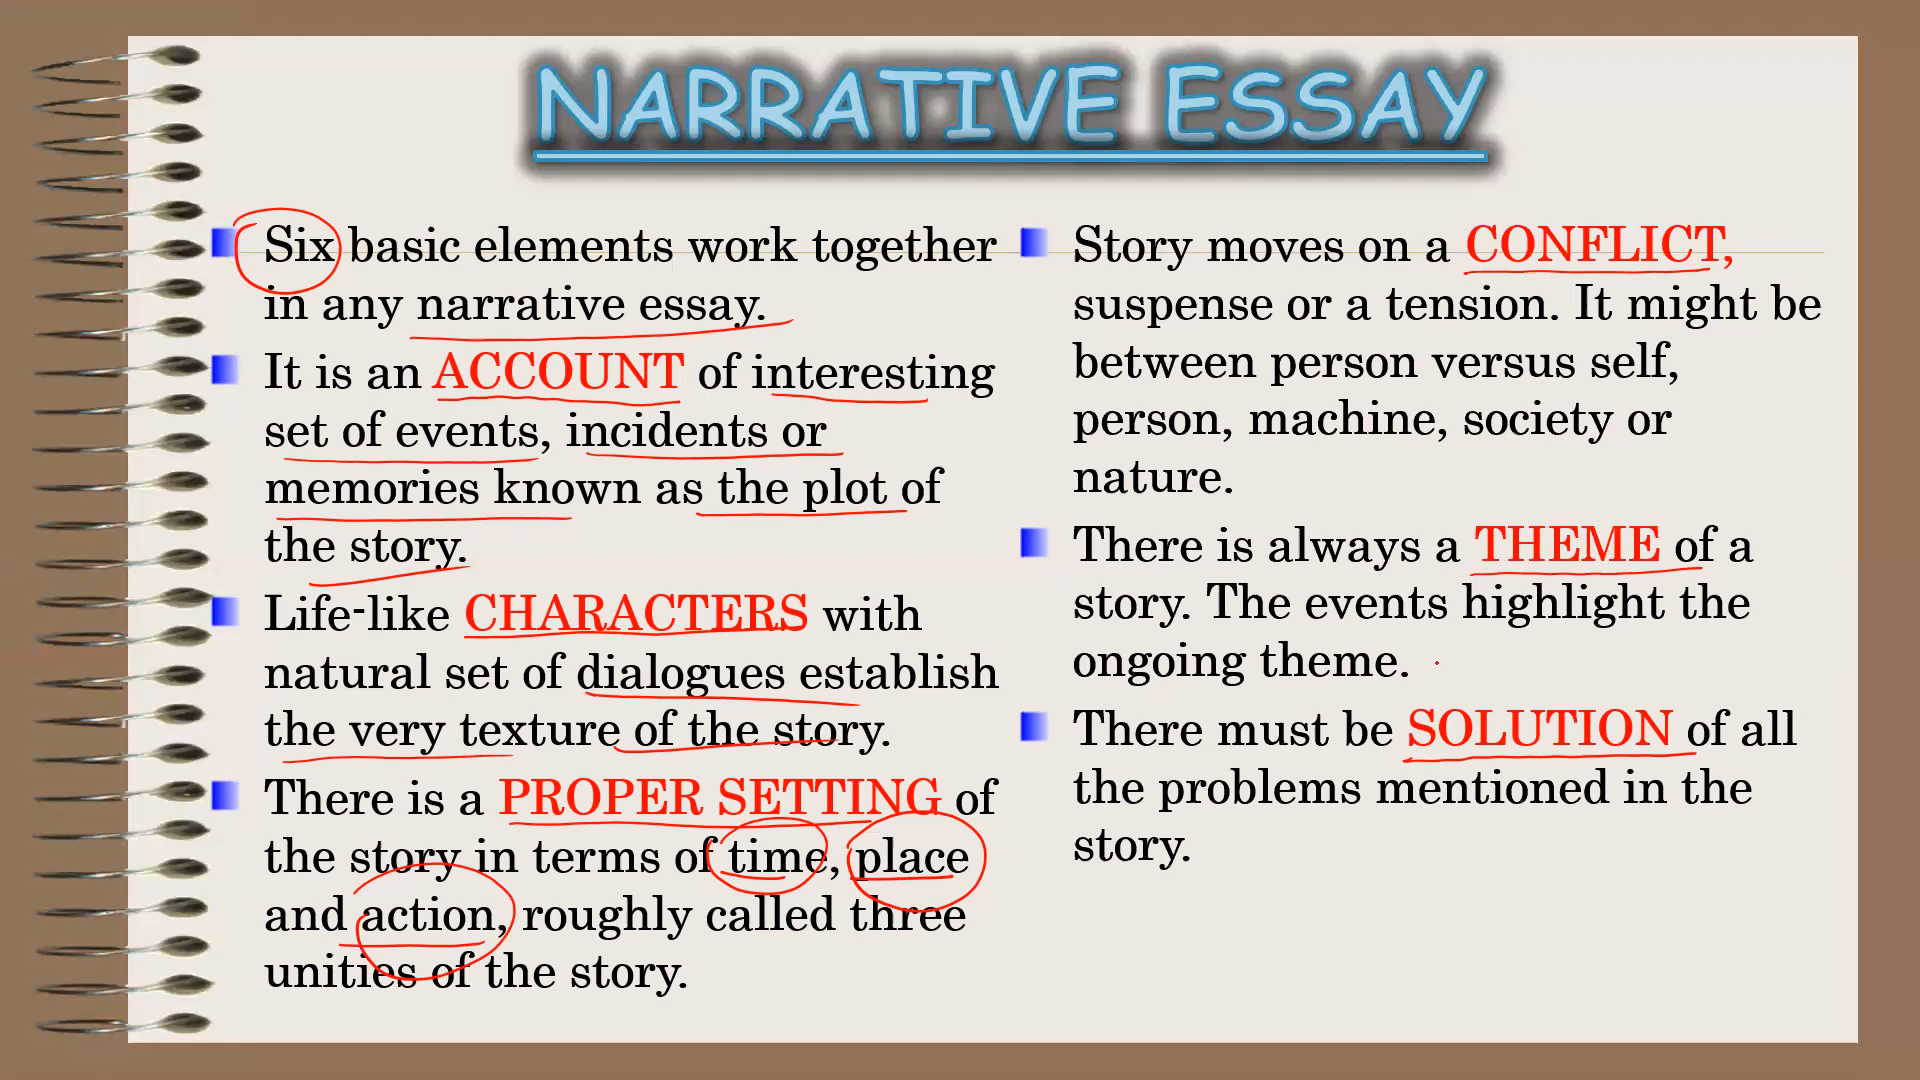 NARRATIVE ESSAY
Six basic elements work together
in any narrative essay.
It is an ACCOUNT of interesting
set of events, incidents or
memories known as the plot of
the story.
Life-like CHARACTERS with
natural set of dialogues establish
the very texture of the story.
There is a PROPER SETTING of
the story in terms of time, place
and action, roughly called three
unities of the story.
Story moves on a CONFLICT,
suspense or a tension. It might be
between person versus self,
person, machine, society or
nature.
There is always a THEME of a
story. The events highlight the
ongoing theme.
There must be SOLUTION of all
the problems mentioned in the
story.